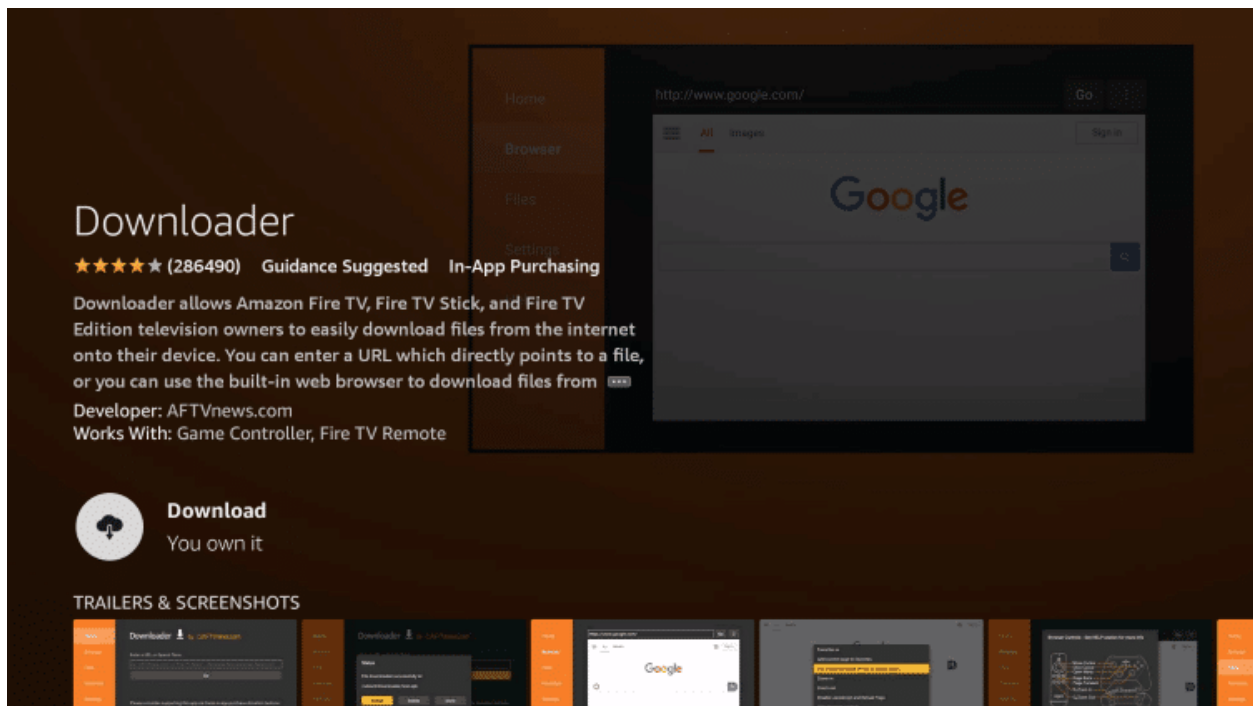 Home
http://www.google.com/
Go
All
Images
Sign in
Browser
Google
Files
Settings
Downloader
(286490) Guidance Suggested In-App Purchasing
Downloader allows Amazon Fire TV, Fire TV Stick, and Fire TV
Edition television owners to easily download files from the internet
onto their device. You can enter a URL which directly points to a file,
or you can use the built-in web browser to download files from
Developer: AFTVnews.com
Works With: Game Controller, Fire TV Remote
Download
You own it
TRAILERS & SCREENSHOTS
Downloader
Downloader
Google